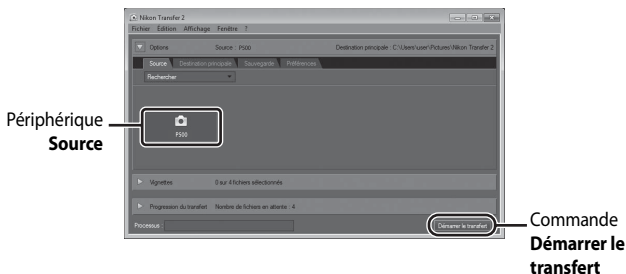 Nikon Transfer 2
Fichier Édition Affichage Fenêtre ?
Options Source : P500 Destination principale : C:\Users\user\Pictures\Nikon Transfer 2
Source Destination principale Sauvegarde Préférences
Rechercher
P500
Périphérique
Source
Vignettes 0 sur 4 fichiers sélectionnés
Progression du transfert Nombre de fichiers en attente : 4
Processus Démarrer le transfert
Commande
Démarrer le
transfert